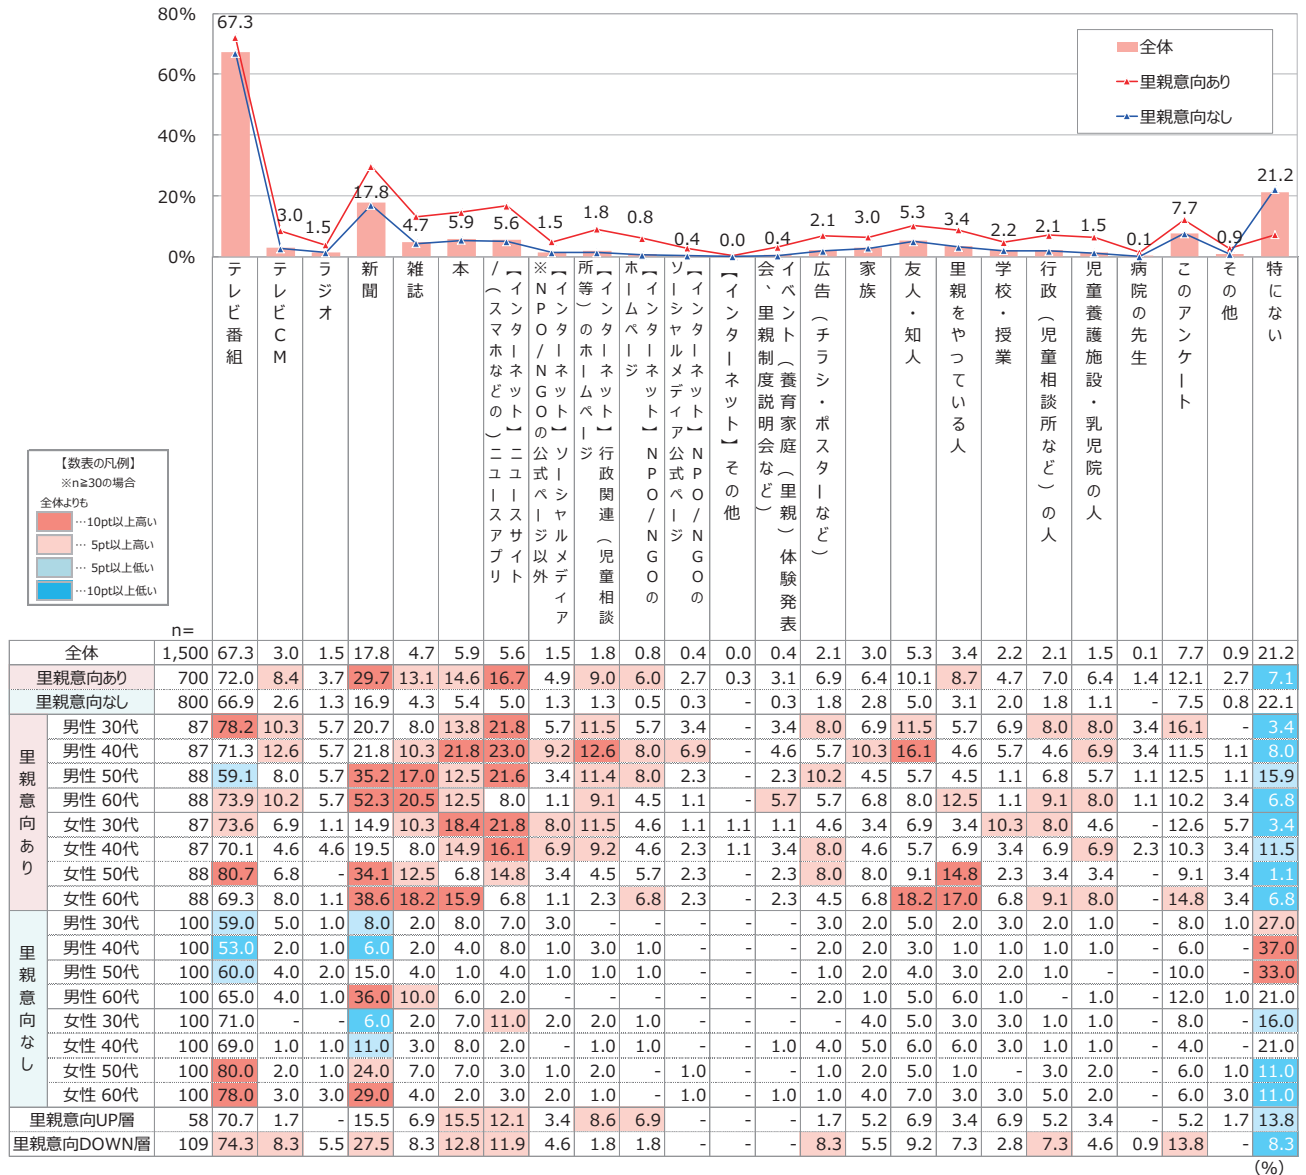 80%
60%
40%
20%
0%
67.3
3.0
1.5
17.8
4.7
5.9
5.6
1.5
1.8
0.8
0.4
0.0
0.4
2.1
3.0
5.3
3.4
2.2
2.1
1.5
0.1
7.7
0.9
21.2
全体
里親意向あり
里親意向なし
テレビ番組
テレビCM
ラジオ
新聞
雑誌
本
【インターネット】ニュースサイト
/(スマホなどの)ニュースアプリ
【インターネット】ソーシャルメディア
※NPO/NGOの公式ページ以外
【インターネット】行政関連(児童相談
所等)のホームページ
【インターネット】NPO/NGOの
ホームページ
【インターネット】NPO/NGOの
ソーシャルメディア公式ページ
【インターネット】その他
イベント(養育家庭(里親)体験発表
会、里親制度説明会など)
広告(チラシ・ポスターなど)
家族
友人・知人
里親をやっている人
学校・授業
行政(児童相談所など)の人
児童養護施設・乳児院の人
病院の先生
このアンケート
その他
特にない
【数表の凡例】
※n≧30の場合
全体よりも
…10pt以上高い
… 5pt以上高い
… 5pt以上低い
…10pt以上低い
n=
全体 1,500 67.3 3.0 1.5 17.8 4.7 5.9 5.6 1.5 1.8 0.8 0.4 0.0 0.4 2.1 3.0 5.3 3.4 2.2 2.1 1.5 0.1 7.7 0.9 21.2
里親意向あり 700 72.0 8.4 3.7 29.7 13.1 14.6 16.7 4.9 9.0 6.0 2.7 0.3 3.1 6.9 6.4 10.1 8.7 4.7 7.0 6.4 1.4 12.1 2.7 7.1
里親意向なし 800 66.9 2.6 1.3 16.9 4.3 5.4 5.0 1.3 1.3 0.5 0.3 - 0.3 1.8 2.8 5.0 3.1 2.0 1.8 1.1 - 7.5 0.8 22.1
里親意向あり
男性 30代 87 78.2 10.3 5.7 20.7 8.0 13.8 21.8 5.7 11.5 5.7 3.4 - 3.4 8.0 6.9 11.5 5.7 6.9 8.0 8.0 3.4 16.1 - 3.4
男性 40代 87 71.3 12.6 5.7 21.8 10.3 21.8 23.0 9.2 12.6 8.0 6.9 - 4.6 5.7 10.3 16.1 4.6 5.7 4.6 6.9 3.4 11.5 1.1 8.0
男性 50代 88 59.1 8.0 5.7 35.2 17.0 12.5 21.6 3.4 11.4 8.0 2.3 - 2.3 10.2 4.5 5.7 4.5 1.1 6.8 5.7 1.1 12.5 1.1 15.9
男性 60代 88 73.9 10.2 5.7 52.3 20.5 12.5 8.0 1.1 9.1 4.5 1.1 - 5.7 5.7 6.8 8.0 12.5 1.1 9.1 8.0 1.1 10.2 3.4 6.8
女性 30代 87 73.6 6.9 1.1 14.9 10.3 18.4 21.8 8.0 11.5 4.6 1.1 1.1 1.1 4.6 3.4 6.9 3.4 10.3 8.0 4.6 - 12.6 5.7 3.4
女性 40代 87 70.1 4.6 4.6 19.5 8.0 14.9 16.1 6.9 9.2 4.6 2.3 1.1 3.4 8.0 4.6 5.7 6.9 3.4 6.9 6.9 2.3 10.3 3.4 11.5
女性 50代 88 80.7 6.8 - 34.1 12.5 6.8 14.8 3.4 4.5 5.7 2.3 - 2.3 8.0 8.0 9.1 14.8 2.3 3.4 3.4 - 9.1 3.4 1.1
女性 60代 88 69.3 8.0 1.1 38.6 18.2 15.9 6.8 1.1 2.3 6.8 2.3 - 2.3 4.5 6.8 18.2 17.0 6.8 9.1 8.0 - 14.8 3.4 6.8
里親意向なし
男性 30代 100 59.0 5.0 1.0 8.0 2.0 8.0 7.0 3.0 - - - - - 3.0 2.0 5.0 2.0 3.0 2.0 1.0 - 8.0 1.0 27.0
男性 40代 100 53.0 2.0 1.0 6.0 2.0 4.0 8.0 1.0 3.0 1.0 - - - 2.0 2.0 3.0 1.0 1.0 1.0 1.0 - 6.0 - 37.0
男性 50代 100 60.0 4.0 2.0 15.0 4.0 1.0 4.0 1.0 1.0 1.0 - - - 1.0 2.0 4.0 3.0 2.0 1.0 - - 10.0 - 33.0
男性 60代 100 65.0 4.0 1.0 36.0 10.0 6.0 2.0 - - - - - - 2.0 1.0 5.0 6.0 1.0 - 1.0 - 12.0 1.0 21.0
女性 30代 100 71.0 - - 6.0 2.0 7.0 11.0 2.0 2.0 1.0 - - - - 4.0 5.0 3.0 3.0 1.0 1.0 - 8.0 - 16.0
女性 40代 100 69.0 1.0 1.0 11.0 3.0 8.0 2.0 - 1.0 1.0 - - 1.0 4.0 5.0 6.0 6.0 3.0 1.0 1.0 - 4.0 - 21.0
女性 50代 100 80.0 2.0 1.0 24.0 7.0 7.0 3.0 1.0 2.0 - 1.0 - - 1.0 2.0 5.0 1.0 - 3.0 2.0 - 6.0 1.0 11.0
女性 60代 100 78.0 3.0 3.0 29.0 4.0 2.0 3.0 2.0 1.0 - 1.0 - 1.0 1.0 4.0 7.0 3.0 3.0 5.0 2.0 - 6.0 3.0 11.0
里親意向UP層 58 70.7 1.7 - 15.5 6.9 15.5 12.1 3.4 8.6 6.9 - - - 1.7 5.2 6.9 3.4 6.9 5.2 3.4 - 5.2 1.7 13.8
里親意向DOWN層 109 74.3 8.3 5.5 27.5 8.3 12.8 11.9 4.6 1.8 1.8 - - - 8.3 5.5 9.2 7.3 2.8 7.3 4.6 0.9 13.8 - 8.3
(%)